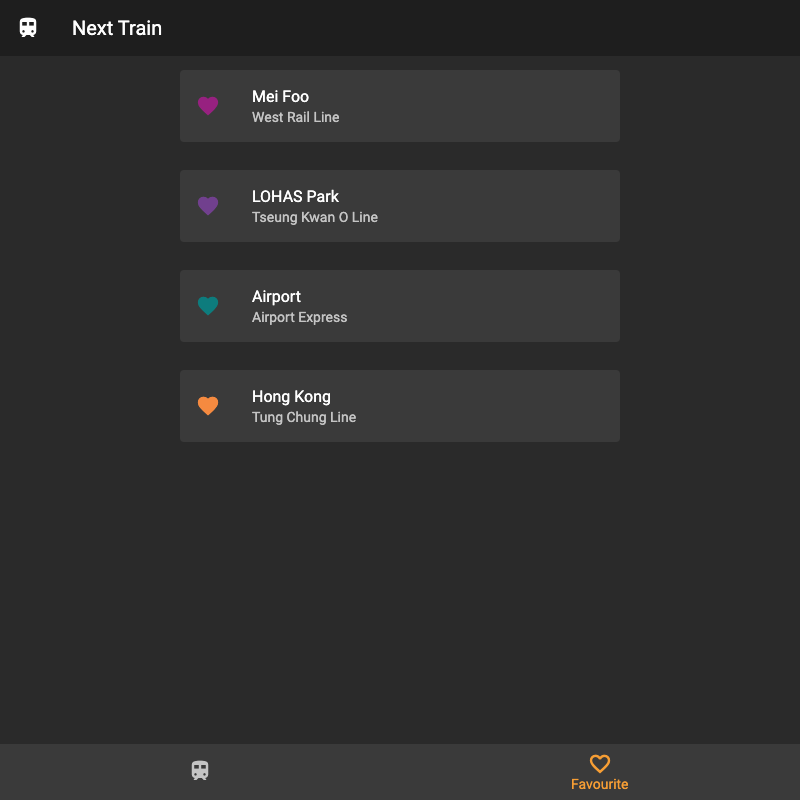 Next Train
Mei Foo
West Rail Line
LOHAS Park
Tseung Kwan O Line
Airport
Airport Express
Hong Kong
Tung Chung Line
Favourite